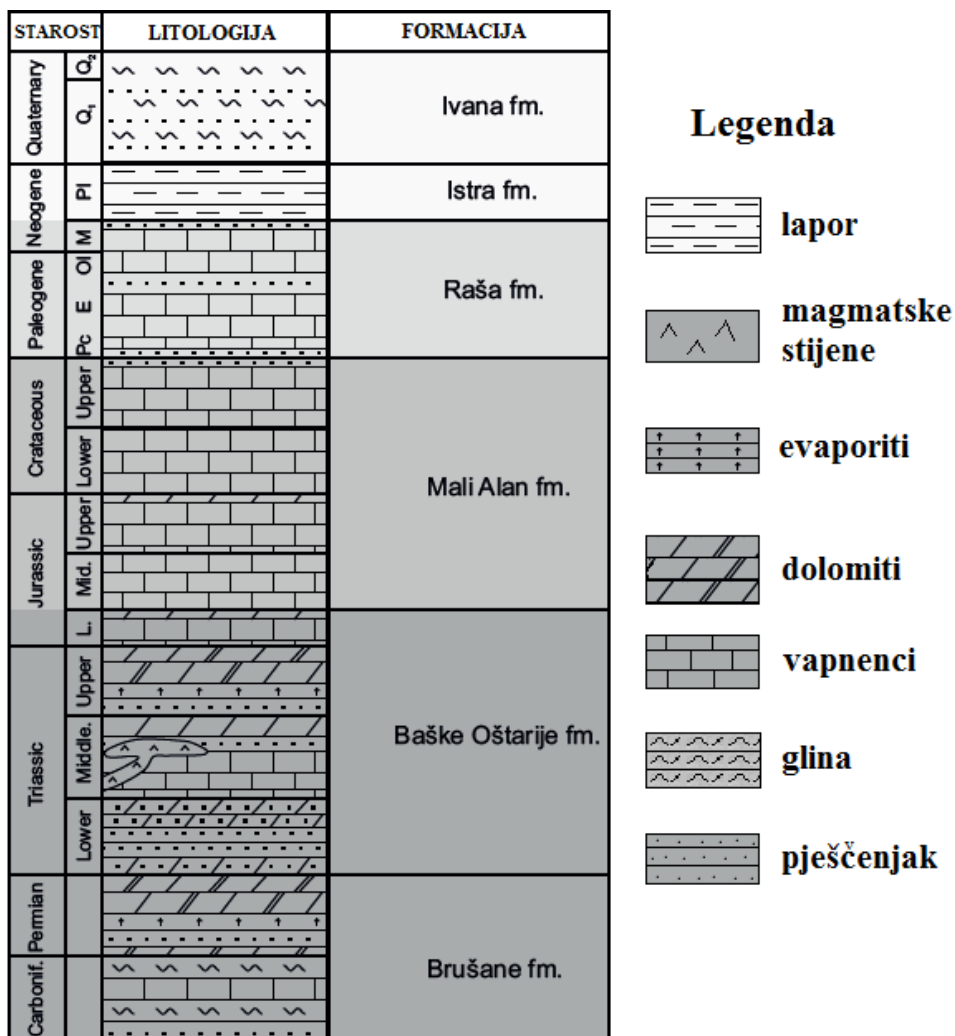 STAROST LITOLOGIJA FORMACIJA
Quaternary
Q₂
Q₁
Ivana fm.
Neogene
Pl
Istra fm.
M
Paleogene
Ol
E
Pc
Raša fm.
Crataceous
Upper
Lower
Mali Alan fm.
Jurassic
Upper
Mid.
L.
Triassic
Upper
Middle.
Lower
Baške Oštarije fm.
Permian
Carbonif.
Brušane fm.
Legenda
lapor
magmatske
stijene
evaporiti
dolomiti
vapnenci
glina
pješčenjak